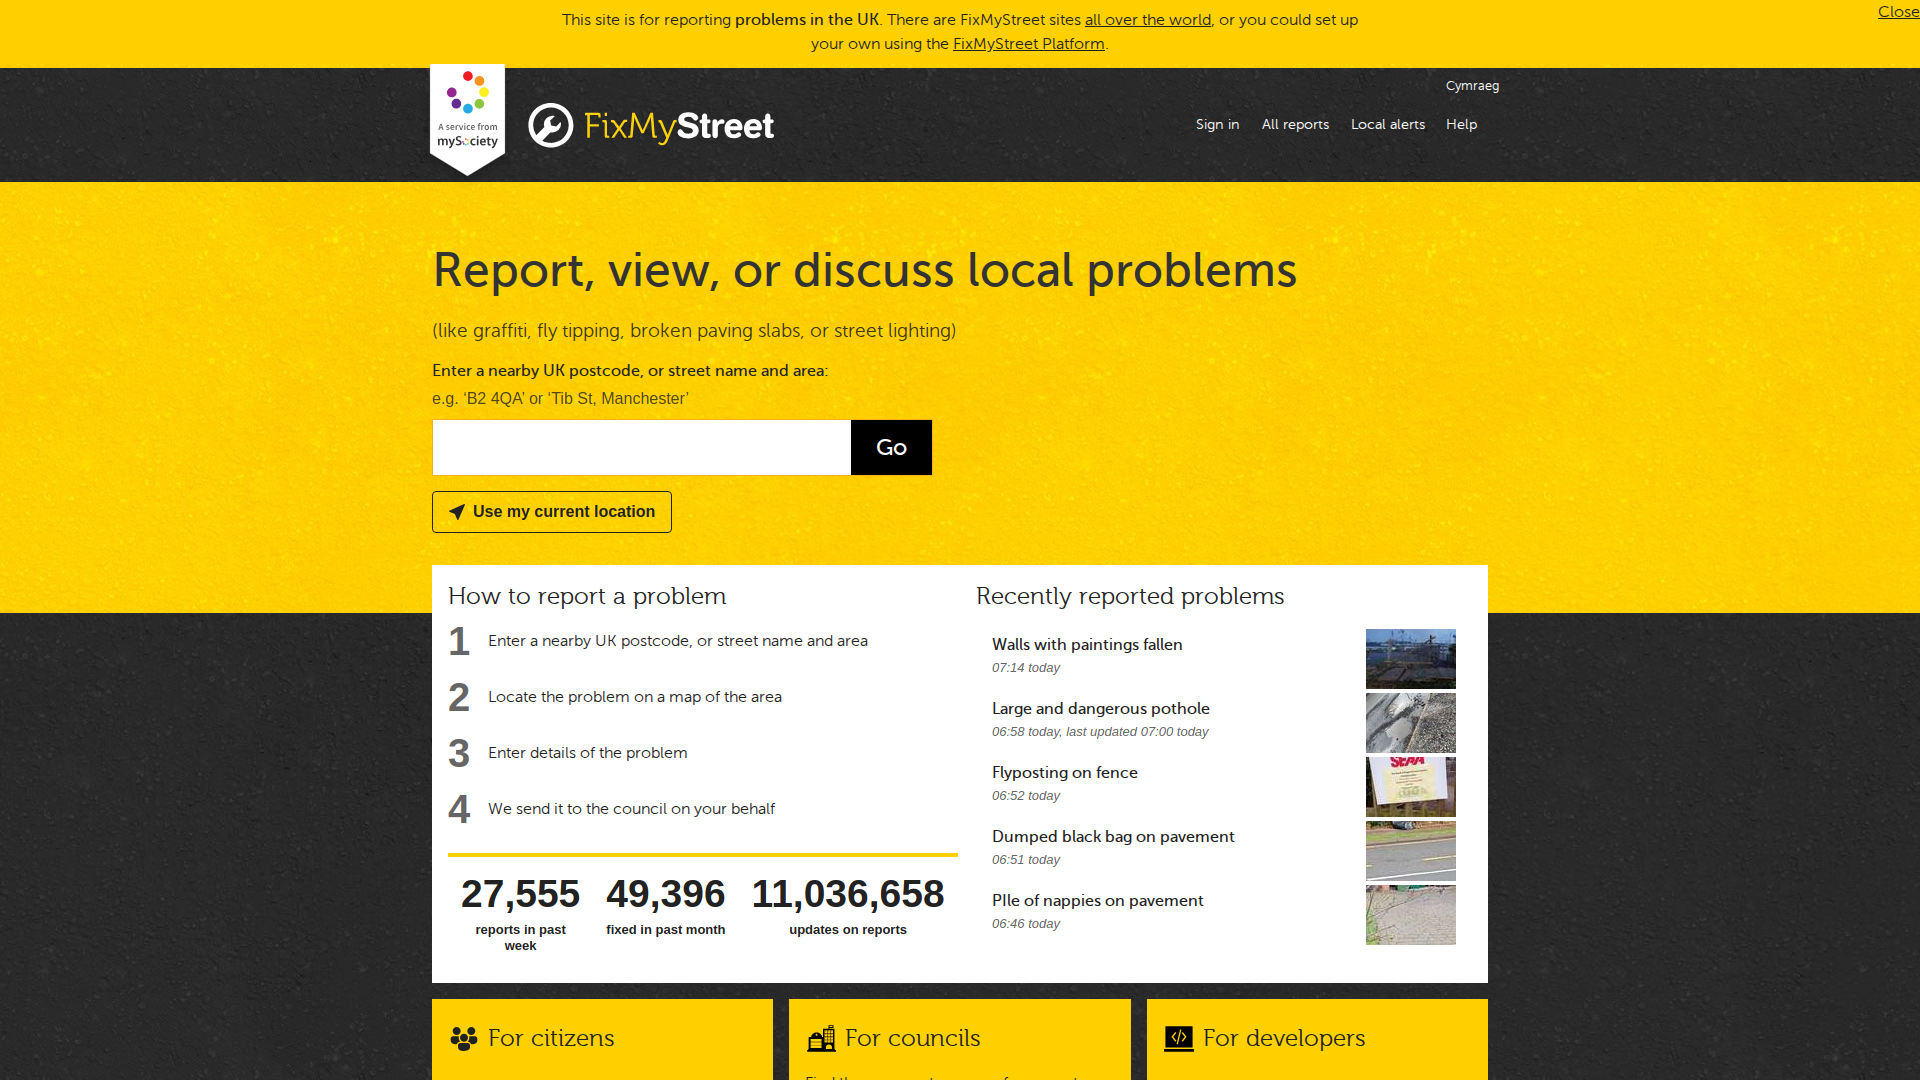 This site is for reporting problems in the UK. There are FixMyStreet sites all over the world, or you could set up
your own using the FixMyStreet Platform.
Close
Cymraeg
A service from
mySociety
FixMyStreet
Sign in
All reports
Local alerts
Help
Report, view, or discuss local problems
(like graffiti, fly tipping, broken paving slabs, or street lighting)
Enter a nearby UK postcode, or street name and area:
e.g. ‘B2 4QA’ or ‘Tib St, Manchester’
Go
Use my current location
How to report a problem
1 Enter a nearby UK postcode, or street name and area
2 Locate the problem on a map of the area
3 Enter details of the problem
4 We send it to the council on your behalf
27,555
reports in past
week
49,396
fixed in past month
11,036,658
updates on reports
Recently reported problems
Walls with paintings fallen
07:14 today
Large and dangerous pothole
06:58 today, last updated 07:00 today
Flyposting on fence
06:52 today
Dumped black bag on pavement
06:51 today
PIle of nappies on pavement
06:46 today
For citizens
For councils
For developers